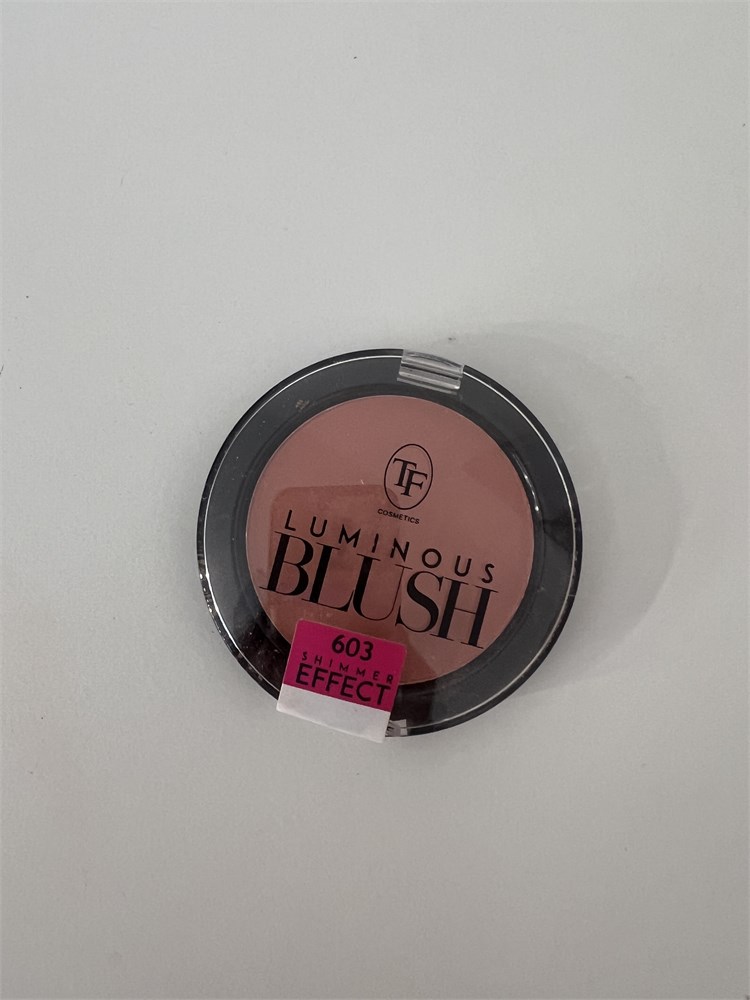 TF
COSMETICS
LUMINOUS
BLUSH
603
SHIMMER
EFFECT